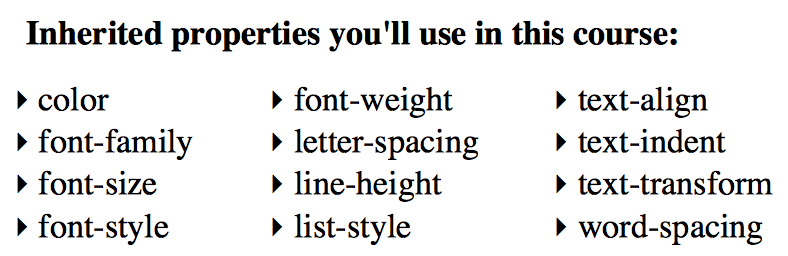 Inherited properties you'll use in this course:
color
font-family
font-size
font-style
font-weight
letter-spacing
line-height
list-style
text-align
text-indent
text-transform
word-spacing